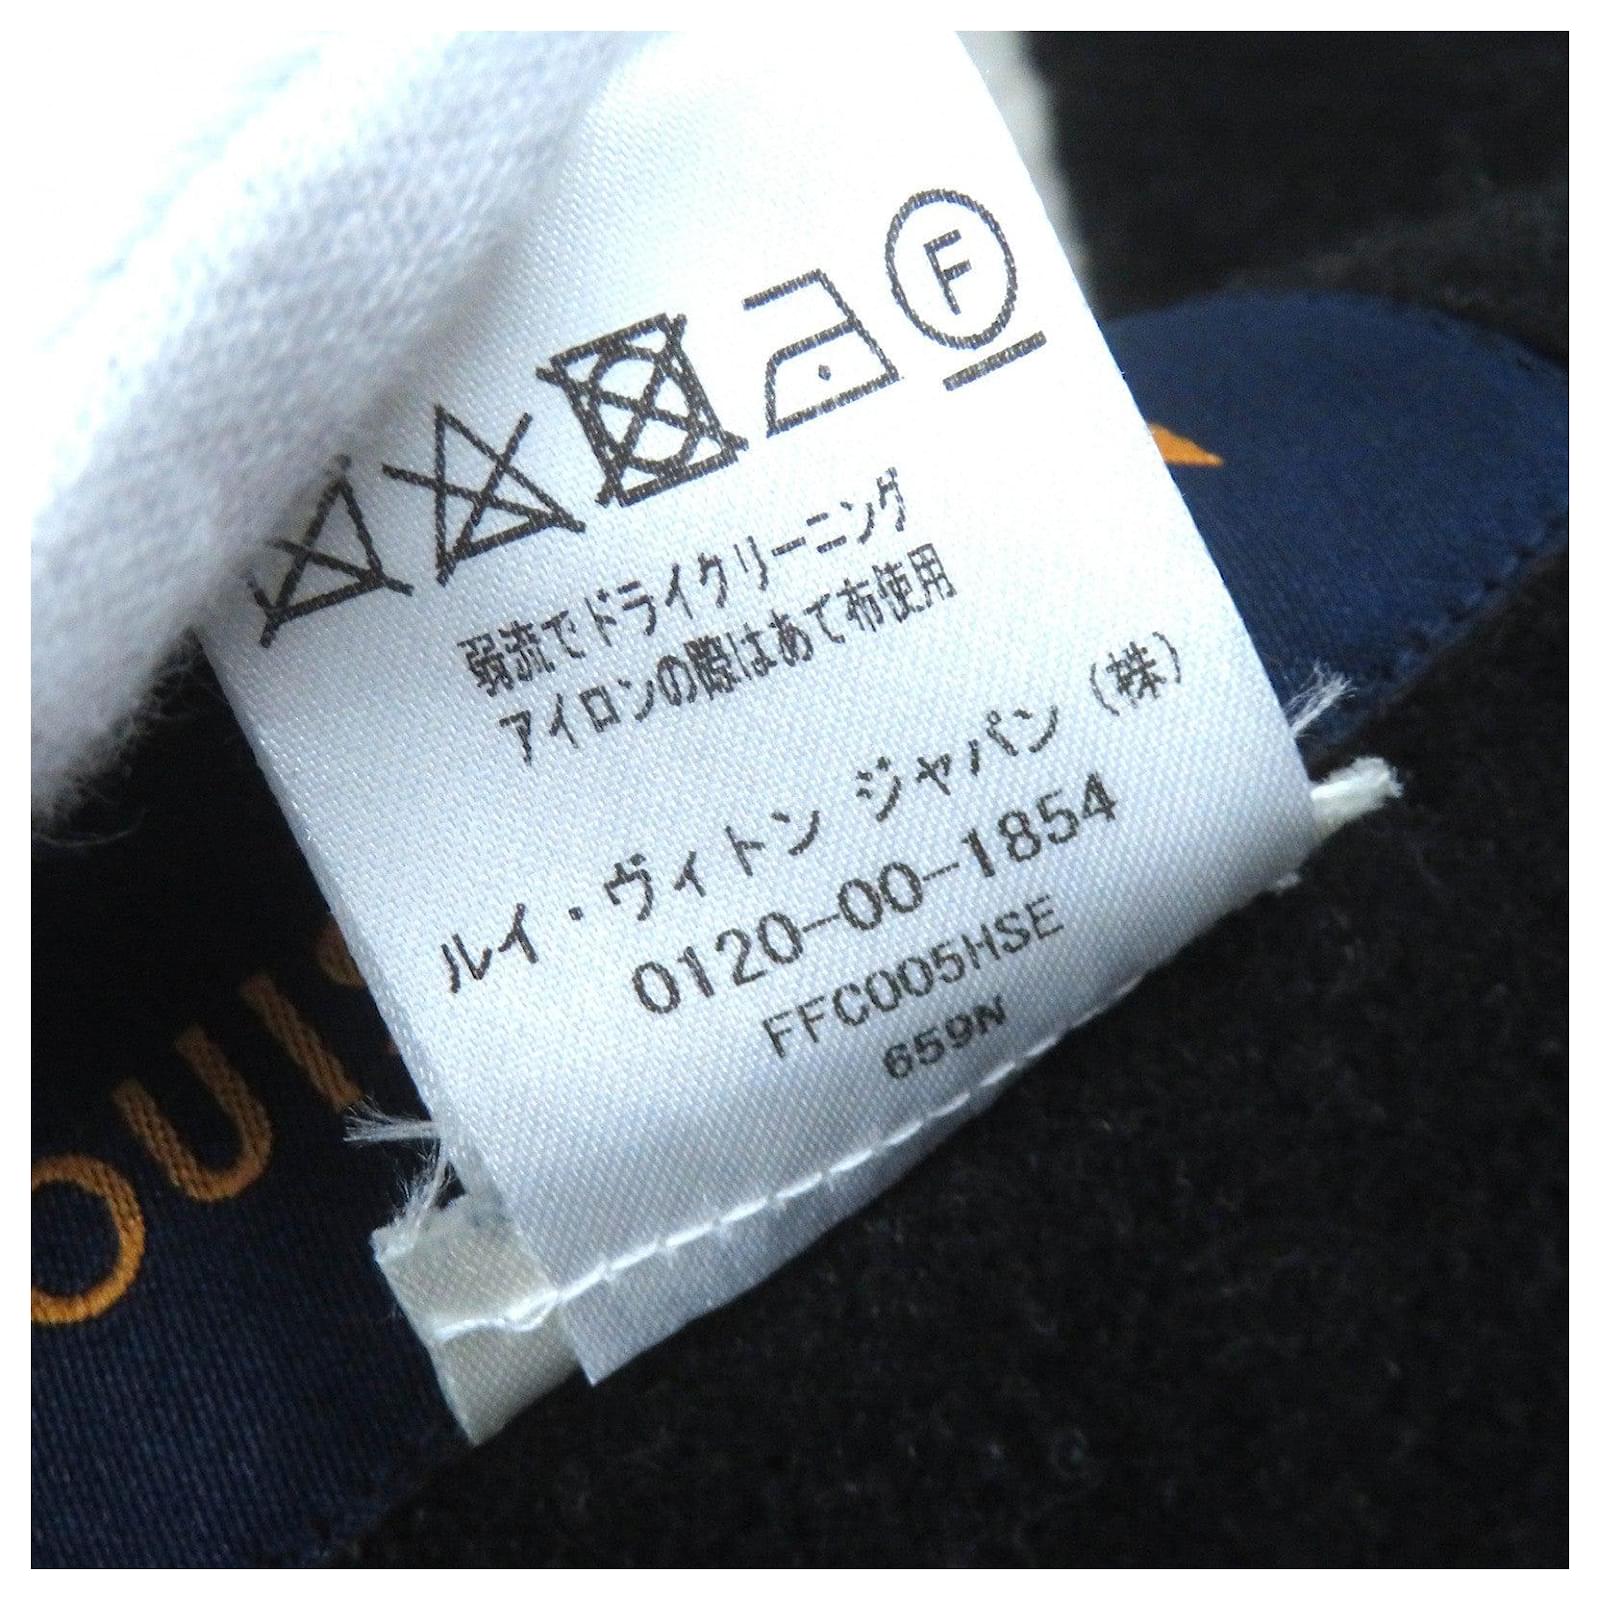 F
弱流でドライクリーニング
アイロンの際はあて布使用
ルイ・ヴィトン ジャパン (株)
0120-00-1854
FFC005HSE
659N
OUIS